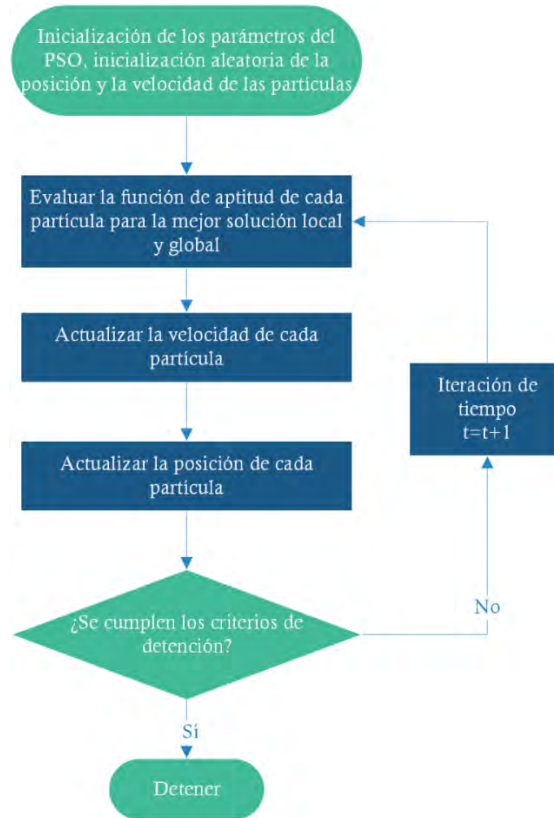 Inicialización de los parámetros del
PSO, inicialización aleatoria de la
posición y la velocidad de las partículas
Evaluar la función de aptitud de cada
partícula para la mejor solución local
y global
Actualizar la velocidad de cada
partícula
Iteración de
tiempo
t=t+1
Actualizar la posición de cada
partícula
¿Se cumplen los criterios de
detención?
No
Sí
Detener